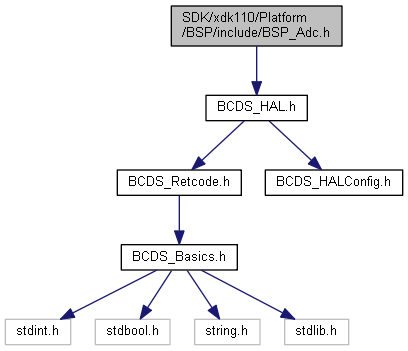 SDK/xdk110/Platform
/BSP/include/BSP_Adc.h
BCDS_HAL.h
BCDS_Retcode.h
BCDS_HALConfig.h
BCDS_Basics.h
stdint.h
stdbool.h
string.h
stdlib.h